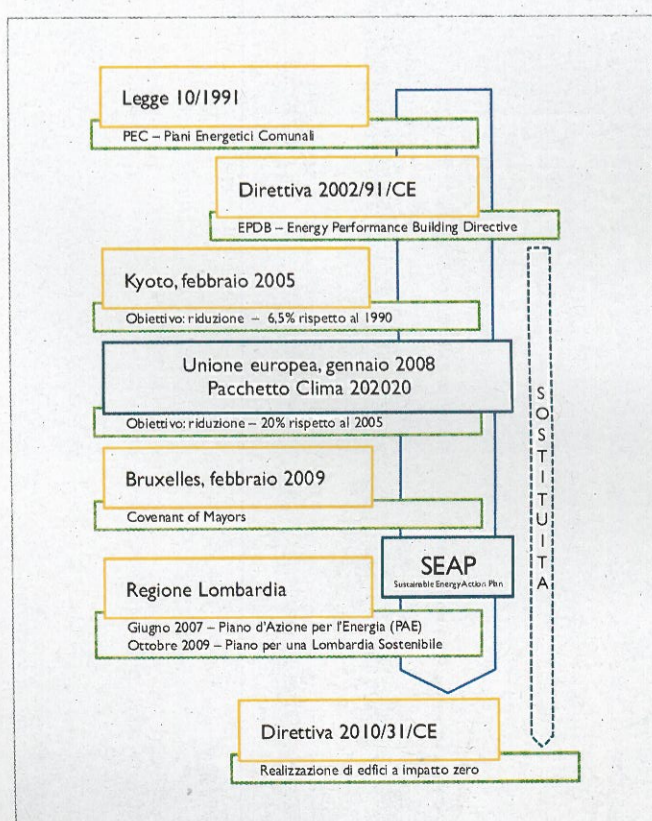 Legge 10/1991
PEC – Piani Energetici Comunali
Direttiva 2002/91/CE
EPDB – Energy Performance Building Directive
Kyoto, febbraio 2005
Obiettivo: riduzione – 6,5% rispetto al 1990
Unione europea, gennaio 2008
Pacchetto Clima 202020
Obiettivo: riduzione – 20% rispetto al 2005
Bruxelles, febbraio 2009
Covenant of Mayors
SEAP
Sustainable Energy Action Plan
Regione Lombardia
Giugno 2007 – Piano d'Azione per l'Energia (PAE)
Ottobre 2009 – Piano per una Lombardia Sostenibile
Direttiva 2010/31/CE
Realizzazione di edfici a impatto zero
SOSTITUITA